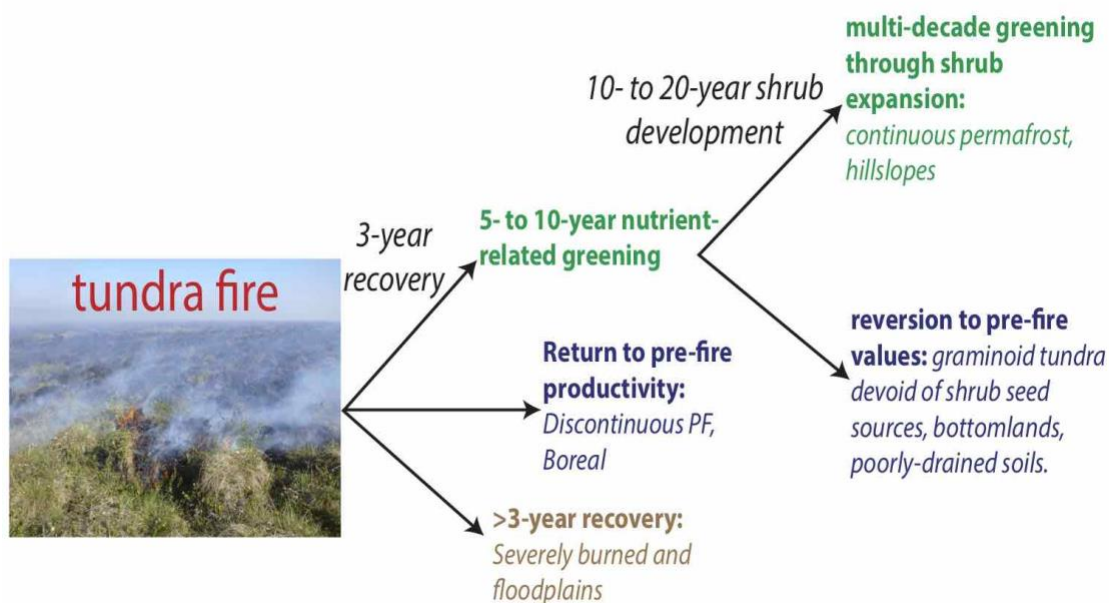 tundra fire
3-year
recovery
5- to 10-year nutrient-
related greening
10- to 20-year shrub
development
multi-decade greening
through shrub
expansion:
continuous permafrost,
hillslopes
reversion to pre-fire
values: graminoid tundra
devoid of shrub seed
sources, bottomlands,
poorly-drained soils.
Return to pre-fire
productivity:
Discontinuous PF,
Boreal
>3-year recovery:
Severely burned and
floodplains